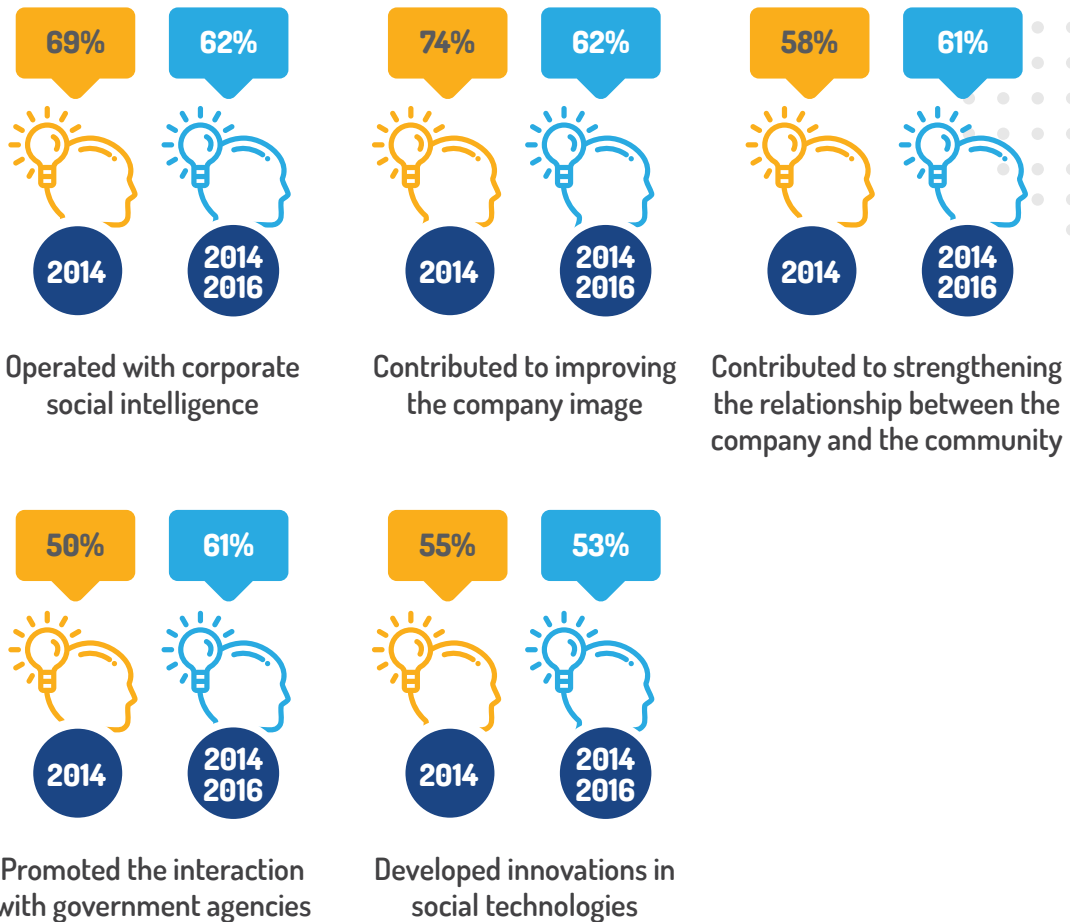 69%
62%
74%
62%
58%
61%
2014
2014
2016
2014
2014
2016
2014
2014
2016
Operated with corporate
social intelligence
Contributed to improving
the company image
Contributed to strengthening
the relationship between the
company and the community
50%
61%
55%
53%
2014
2014
2016
2014
2014
2016
Promoted the interaction
with government agencies
Developed innovations in
social technologies